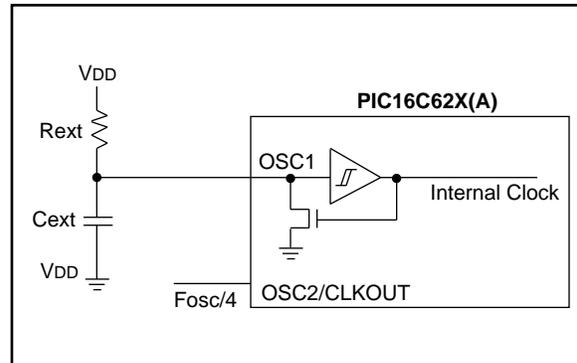 VDD
PIC16C62X(A)
Rext
OSC1
Internal Clock
Cext
VDD
Fosc/4
OSC2/CLKOUT